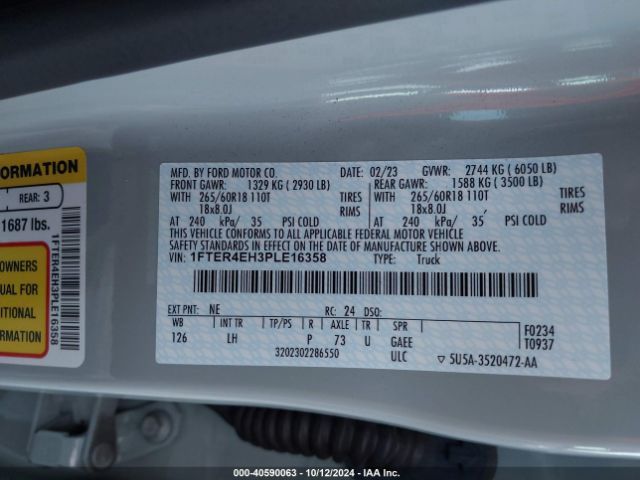 FORMATION
REAR: 3
1687 lbs.
OWNERS
UAL FOR
ITIONAL
MATION
1FTER4EH3PLE16358
MFD. BY FORD MOTOR CO. DATE: 02/23 GVWR: 2744 KG ( 6050 LB)
FRONT GAWR: 1329 KG ( 2930 LB) REAR GAWR: 1588 KG ( 3500 LB)
WITH 265/60R18 110T TIRES WITH 265/60R18 110T TIRES
18x8.0J RIMS 18x8.0J , RIMS
AT 240 kPa/ 35 PSI COLD AT 240 kPa/ 35 PSI COLD
THIS VEHICLE CONFORMS TO ALL APPLICABLE FEDERAL MOTOR VEHICLE
SAFETY STANDARDS IN EFFECT ON THE DATE OF MANUFACTURE SHOWN ABOVE.
VIN: 1FTER4EH3PLE16358 TYPE: Truck
EXT PNT: NE RC: 24 DSO:
WB INT TR TP/PS R AXLE TR SPR F0234
126 LH P 73 U GAEE T0937
3202302286550 ULC ▽ 5U5A-3520472-AA
000-40590063 - 10/12/2024 - IAA Inc.